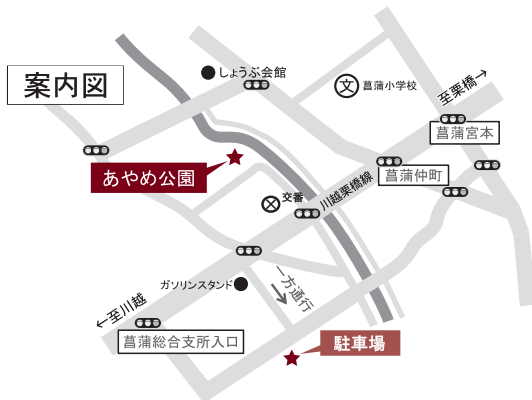 案内図
しょうぶ会館
文
菖蒲小学校
至栗橋→
菖蒲宮本
あやめ公園
菖蒲仲町
川越栗橋線
交番
ガソリンスタンド
一方通行
←至川越
菖蒲総合支所入口
駐車場